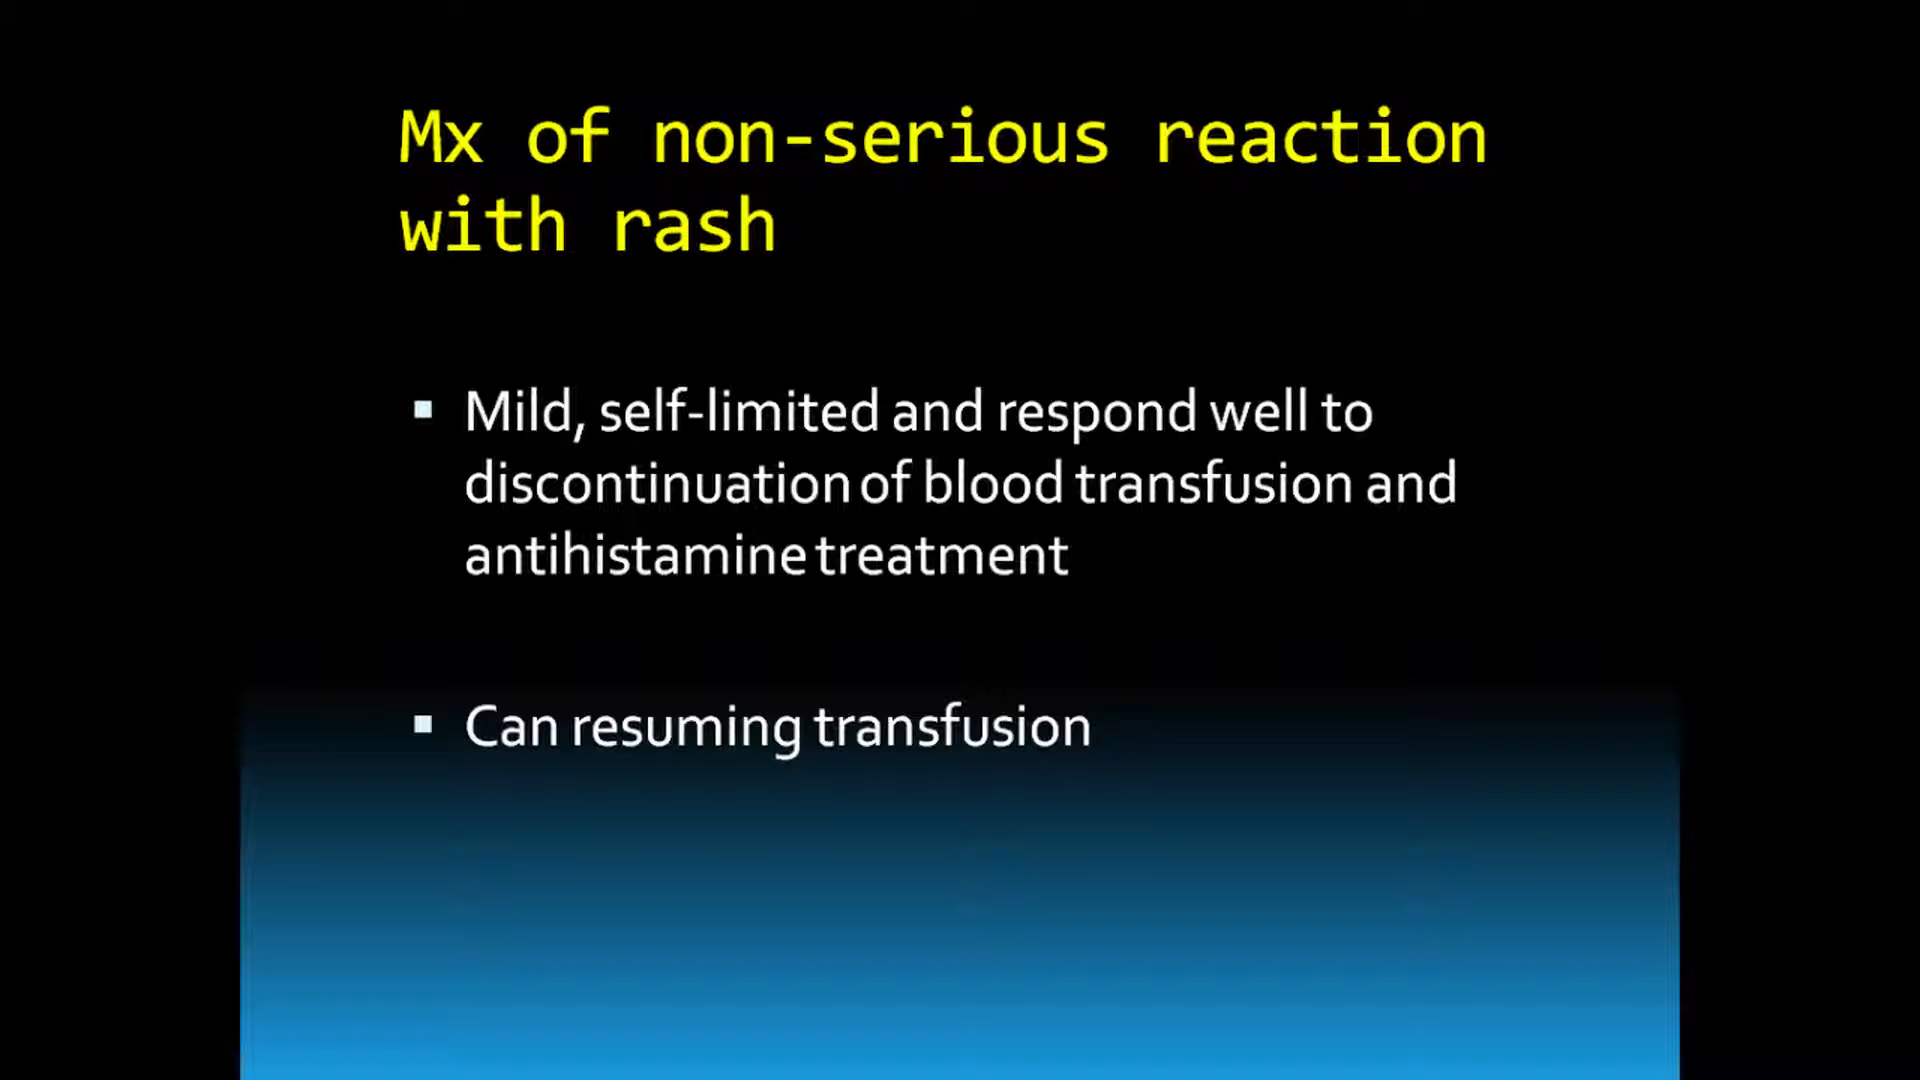 Mx of non-serious reaction
with rash
▪ Mild, self-limited and respond well to
discontinuation of blood transfusion and
antihistamine treatment
▪ Can resuming transfusion